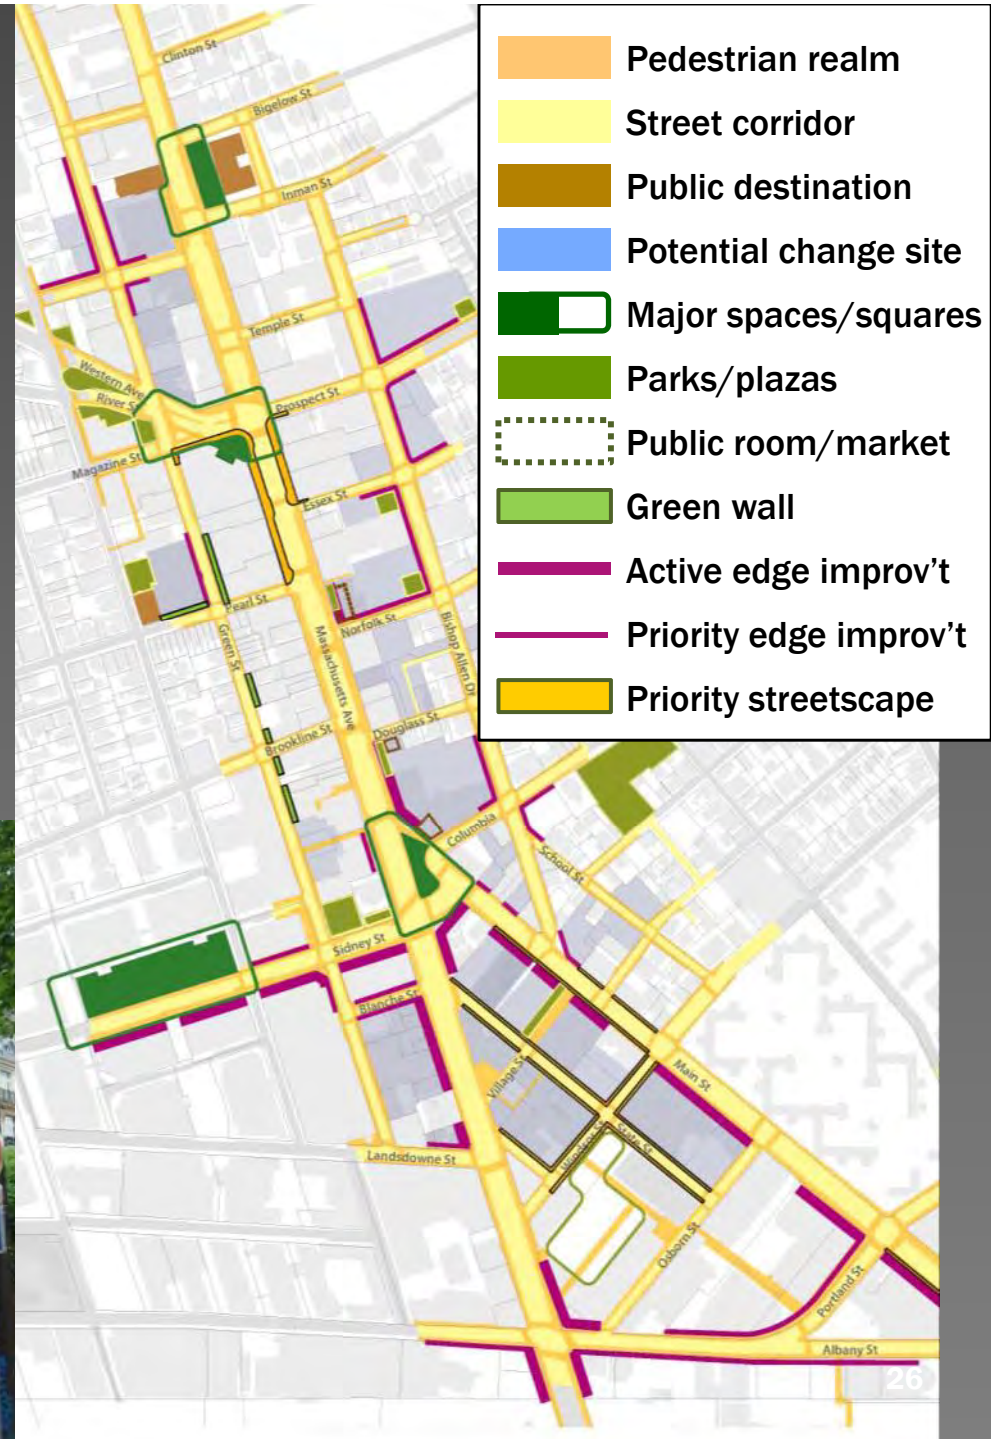 Pedestrian realm
Street corridor
Public destination
Potential change site
Major spaces/squares
Parks/plazas
Public room/market
Green wall
Active edge improv't
Priority edge improv't
Priority streetscape
Clinton St
Bigelow St
Inman St
Temple St
Western Ave
River St
Prospect St
Magazine St
Essex St
Pearl St
Norfolk St
Green St
Massachusetts Ave
Bishop Allen Dr
Douglass St
Brookline St
Columbia
School St
Sidney St
Blanche St
Village St
Main St
Windsor St
State St
Landsdowne St
Osborn St
Portland St
Albany St
26